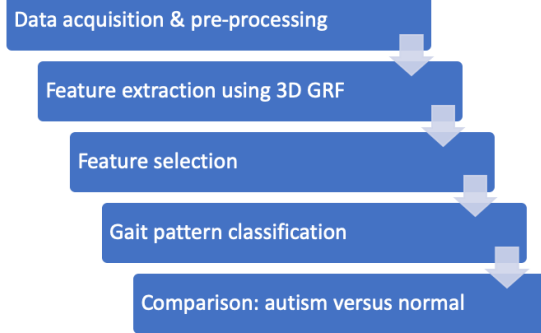 Data acquisition & pre-processing
Feature extraction using 3D GRF
Feature selection
Gait pattern classification
Comparison: autism versus normal